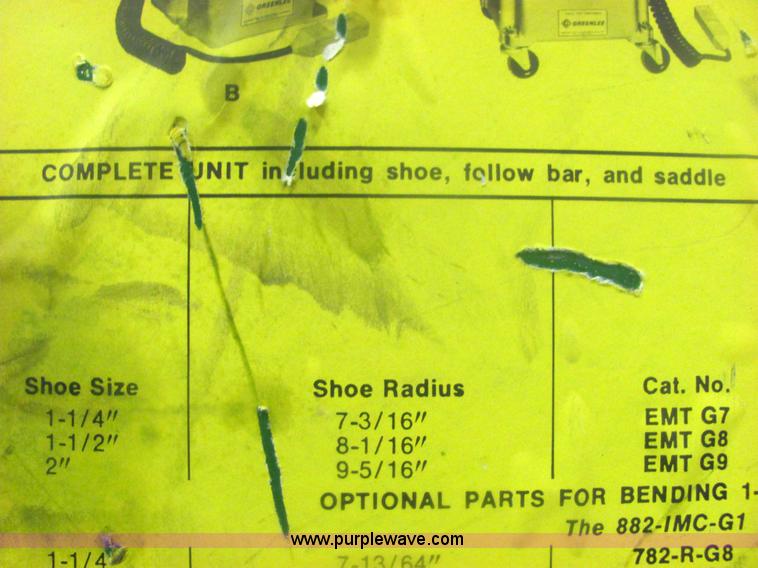 GREENLEE
GREENLEE
B
COMPLETE UNIT including shoe, follow bar, and saddle
Shoe Size Shoe Radius Cat. No.
1-1/4" 7-3/16" EMT G7
1-1/2" 8-1/16" EMT G8
2" 9-5/16" EMT G9
OPTIONAL PARTS FOR BENDING 1-
The 882-IMC-G1
www.purplewave.com
1-1/4" 7-13/64" 782-R-G8